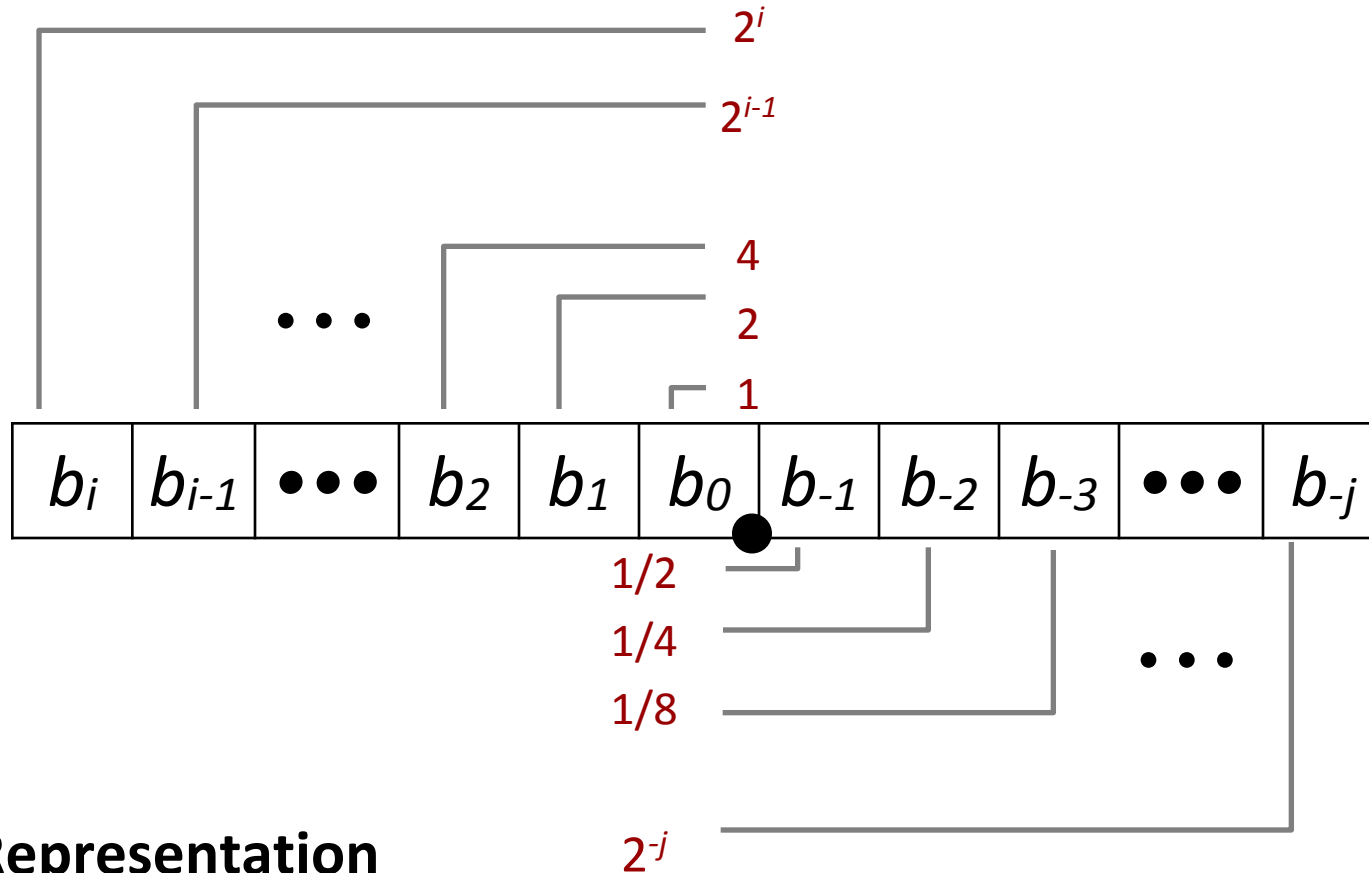 2^i
2^{i-1}
4
2
• • •
1
b_i b_{i-1} ••• b_2 b_1 b_0 . b_{-1} b_{-2} b_{-3} ••• b_{-j}
1/2
1/4
• • •
1/8
2^{-j}
Representation